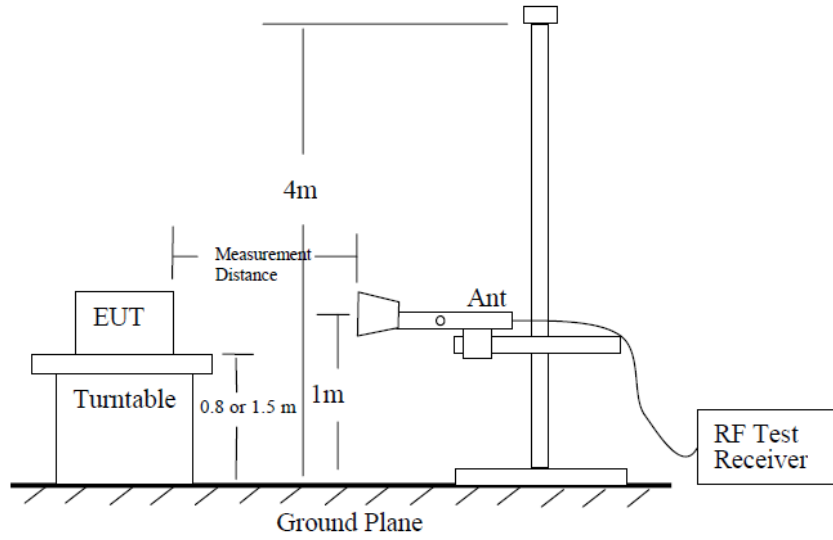 4m
Measurement
Distance
EUT
Ant
Turntable
0.8 or 1.5 m
1m
RF Test
Receiver
Ground Plane